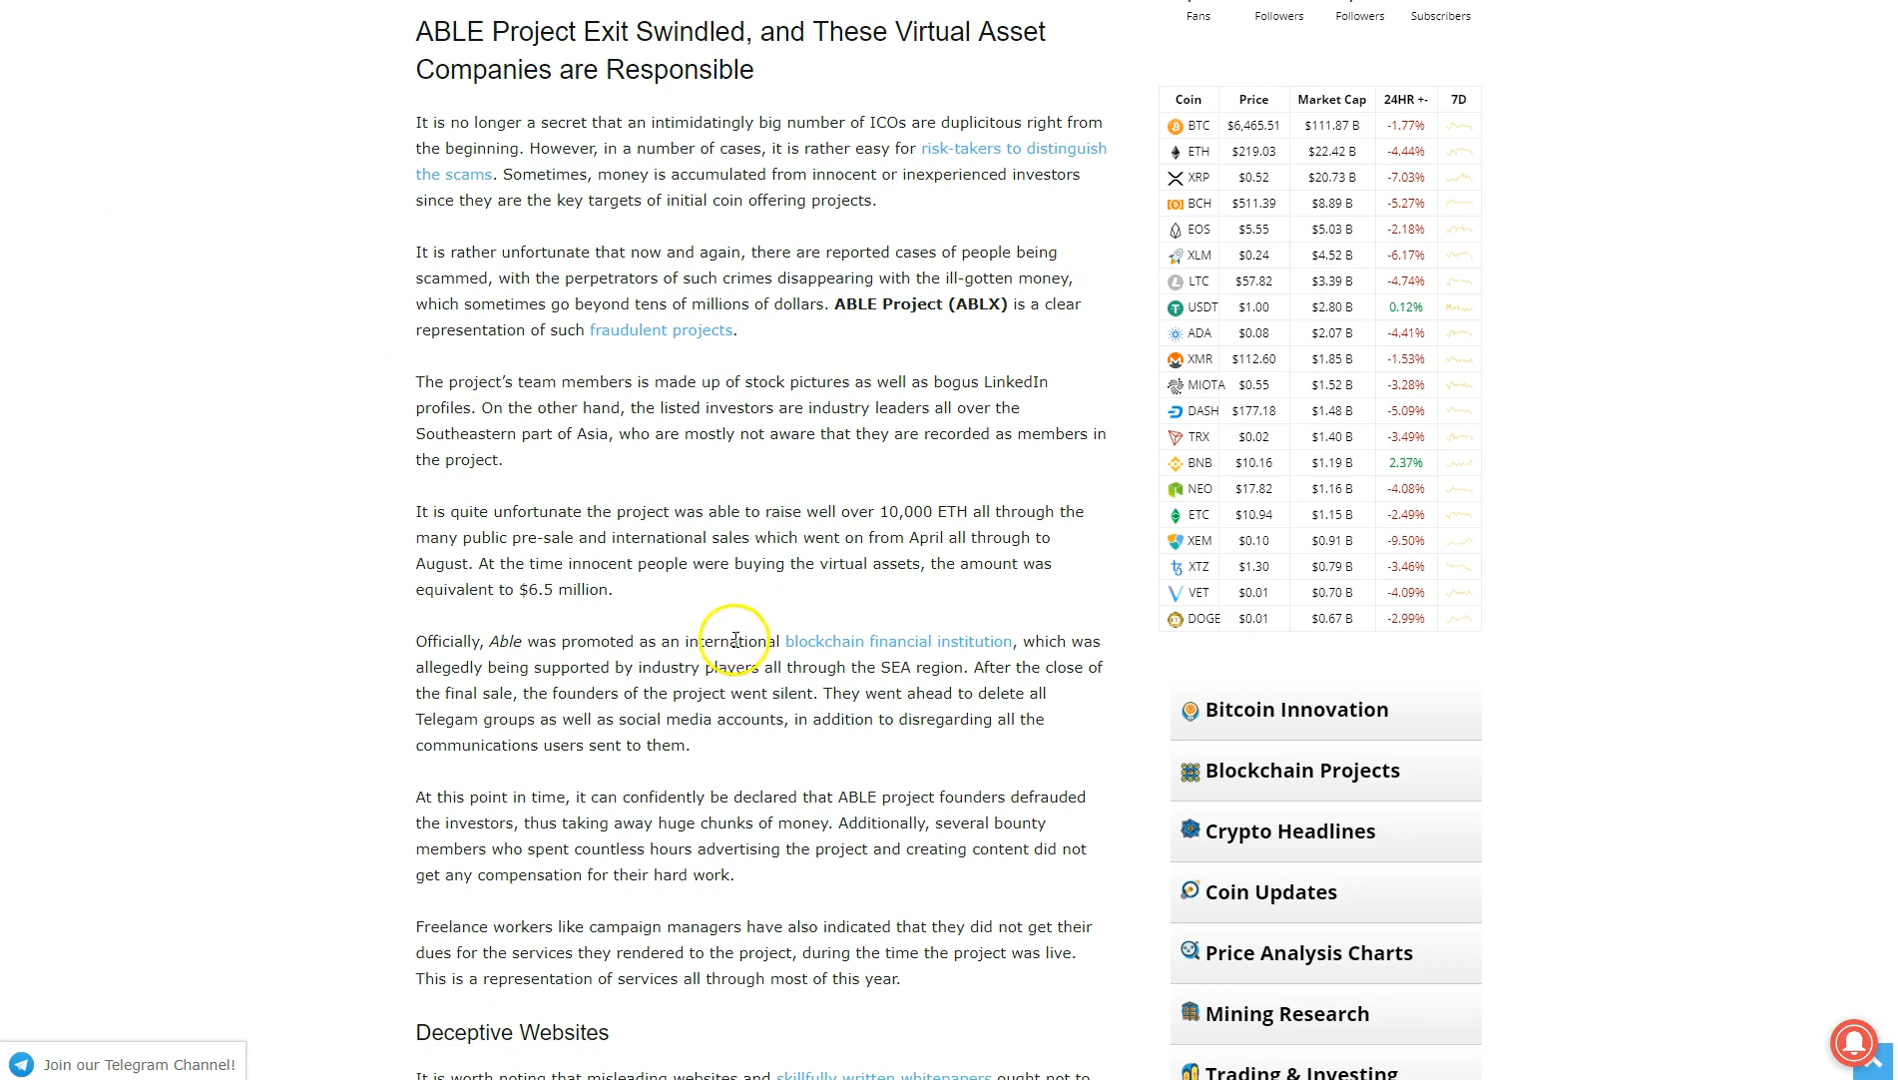 Fans Followers Followers Subscribers
ABLE Project Exit Swindled, and These Virtual Asset
Companies are Responsible
It is no longer a secret that an intimidatingly big number of ICOs are duplicitous right from
the beginning. However, in a number of cases, it is rather easy for risk-takers to distinguish
the scams. Sometimes, money is accumulated from innocent or inexperienced investors
since they are the key targets of initial coin offering projects.
It is rather unfortunate that now and again, there are reported cases of people being
scammed, with the perpetrators of such crimes disappearing with the ill-gotten money,
which sometimes go beyond tens of millions of dollars. ABLE Project (ABLX) is a clear
representation of such fraudulent projects.
The project’s team members is made up of stock pictures as well as bogus LinkedIn
profiles. On the other hand, the listed investors are industry leaders all over the
Southeastern part of Asia, who are mostly not aware that they are recorded as members in
the project.
It is quite unfortunate the project was able to raise well over 10,000 ETH all through the
many public pre-sale and international sales which went on from April all through to
August. At the time innocent people were buying the virtual assets, the amount was
equivalent to $6.5 million.
Officially, Able was promoted as an international blockchain financial institution, which was
allegedly being supported by industry players all through the SEA region. After the close of
the final sale, the founders of the project went silent. They went ahead to delete all
Telegam groups as well as social media accounts, in addition to disregarding all the
communications users sent to them.
At this point in time, it can confidently be declared that ABLE project founders defrauded
the investors, thus taking away huge chunks of money. Additionally, several bounty
members who spent countless hours advertising the project and creating content did not
get any compensation for their hard work.
Freelance workers like campaign managers have also indicated that they did not get their
dues for the services they rendered to the project, during the time the project was live.
This is a representation of services all through most of this year.
Deceptive Websites
It is worth noting that misleading websites and skillfully written whitepapers ought not to
Coin Price Market Cap 24HR +- 7D
BTC $6,465.51 $111.87 B -1.77%
ETH $219.03 $22.42 B -4.44%
XRP $0.52 $20.73 B -7.03%
BCH $511.39 $8.89 B -5.27%
EOS $5.55 $5.03 B -2.18%
XLM $0.24 $4.52 B -6.17%
LTC $57.82 $3.39 B -4.74%
USDT $1.00 $2.80 B 0.12%
ADA $0.08 $2.07 B -4.41%
XMR $112.60 $1.85 B -1.53%
MIOTA $0.55 $1.52 B -3.28%
DASH $177.18 $1.48 B -5.09%
TRX $0.02 $1.40 B -3.49%
BNB $10.16 $1.19 B 2.37%
NEO $17.82 $1.16 B -4.08%
ETC $10.94 $1.15 B -2.49%
XEM $0.10 $0.91 B -9.50%
XTZ $1.30 $0.79 B -3.46%
VET $0.01 $0.70 B -4.09%
DOGE $0.01 $0.67 B -2.99%
Bitcoin Innovation
Blockchain Projects
Crypto Headlines
Coin Updates
Price Analysis Charts
Mining Research
Trading & Investing
Join our Telegram Channel!